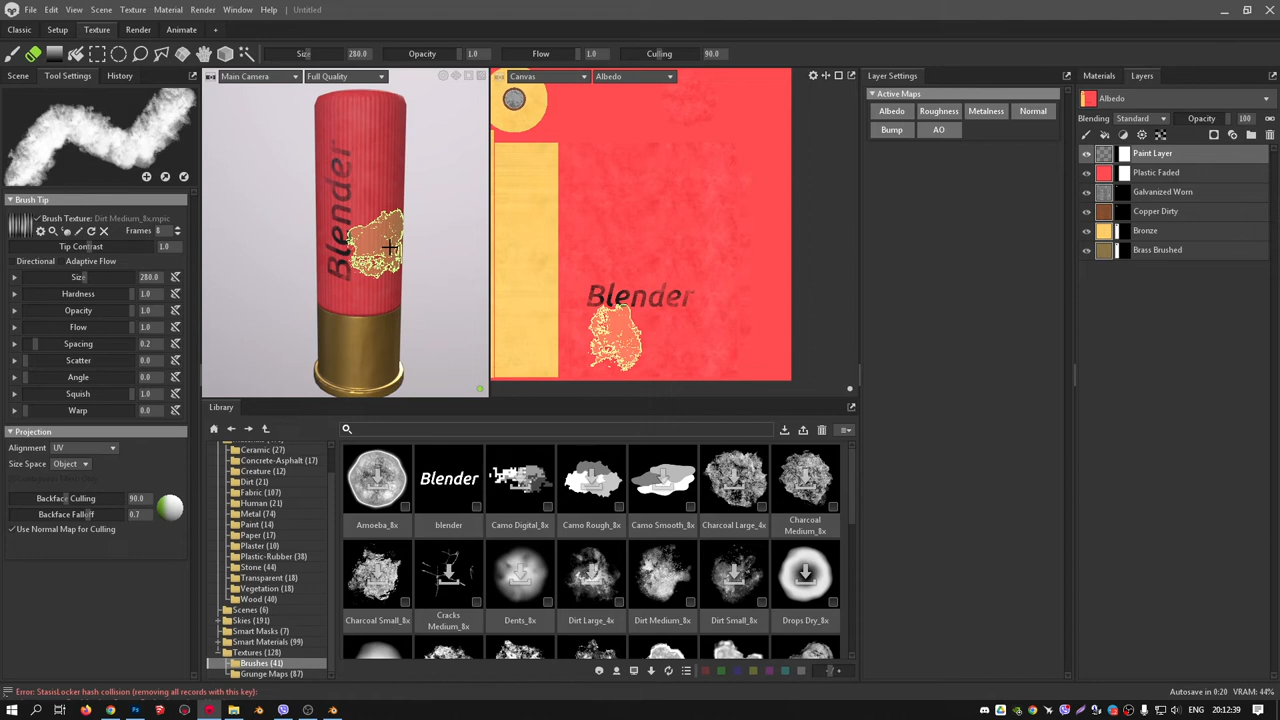 File Edit View Scene Texture Material Render Window Help Untitled
Classic Setup Texture Render Animate +
Size 280.0 Opacity 1.0 Flow 1.0 Culling 90.0
Scene Tool Settings History
Main Camera Full Quality
Canvas Albedo
Layer Settings
Materials Layers
Active Maps
Albedo
Albedo Roughness Metalness Normal
Bump AO
Blending Standard Opacity 100
Paint Layer
Plastic Faded
Galvanized Worn
Copper Dirty
Bronze
Brass Brushed
Brush Tip
Brush Texture: Dirt Medium_8x.mpic
Frames 8
Tip Contrast 1.0
Directional Adaptive Flow
Size 280.0
Hardness 1.0
Opacity 1.0
Flow 1.0
Spacing 0.2
Scatter 0.0
Angle 0.0
Squish 1.0
Warp 0.0
Projection
Alignment UV
Size Space Object
Backface Culling 90.0
Backface Falloff 0.7
Use Normal Map for Culling
Blender
Blender
Library
Ceramic (27)
Concrete-Asphalt (17)
Creature (12)
Dirt (21)
Fabric (107)
Human (21)
Metal (74)
Paint (14)
Paper (17)
Plaster (10)
Plastic-Rubber (38)
Stone (44)
Transparent (18)
Vegetation (18)
Wood (40)
Scenes (6)
Skies (191)
Smart Masks (7)
Smart Materials (99)
Textures (128)
Brushes (41)
Grunge Maps (87)
Blender
Amoeba_8x blender Camo Digital_8x Camo Rough_8x Camo Smooth_8x Charcoal Large_4x Charcoal Medium_8x
Charcoal Small_8x Cracks Medium_8x Dents_8x Dirt Large_4x Dirt Medium_8x Dirt Small_8x Drops Dry_8x
Error: StasisLocker hash collision (removing all records with this key):
Autosave in 0:20 VRAM: 44%
ENG 20:12:39